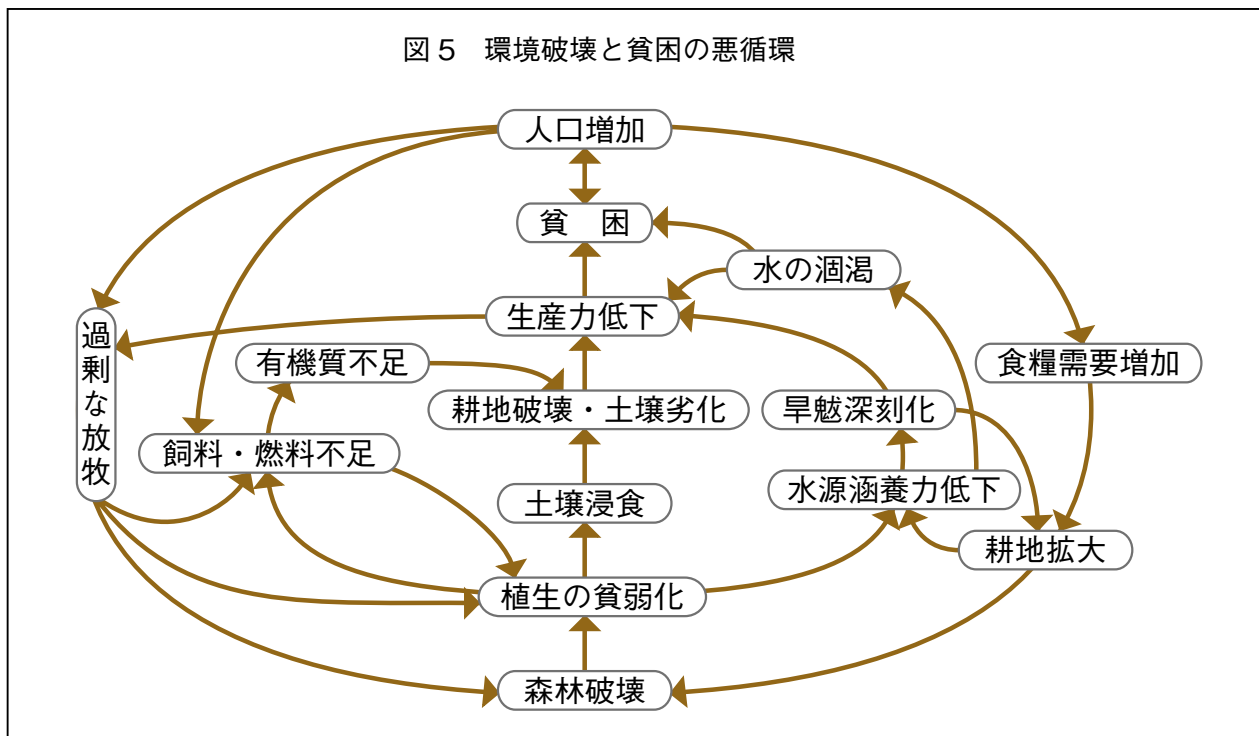 図５　環境破壊と貧困の悪循環
人口増加
貧　困
水の涸渇
生産力低下
過剰な放牧
有機質不足
食糧需要増加
耕地破壊・土壌劣化
旱魃深刻化
飼料・燃料不足
水源涵養力低下
土壌浸食
耕地拡大
植生の貧弱化
森林破壊